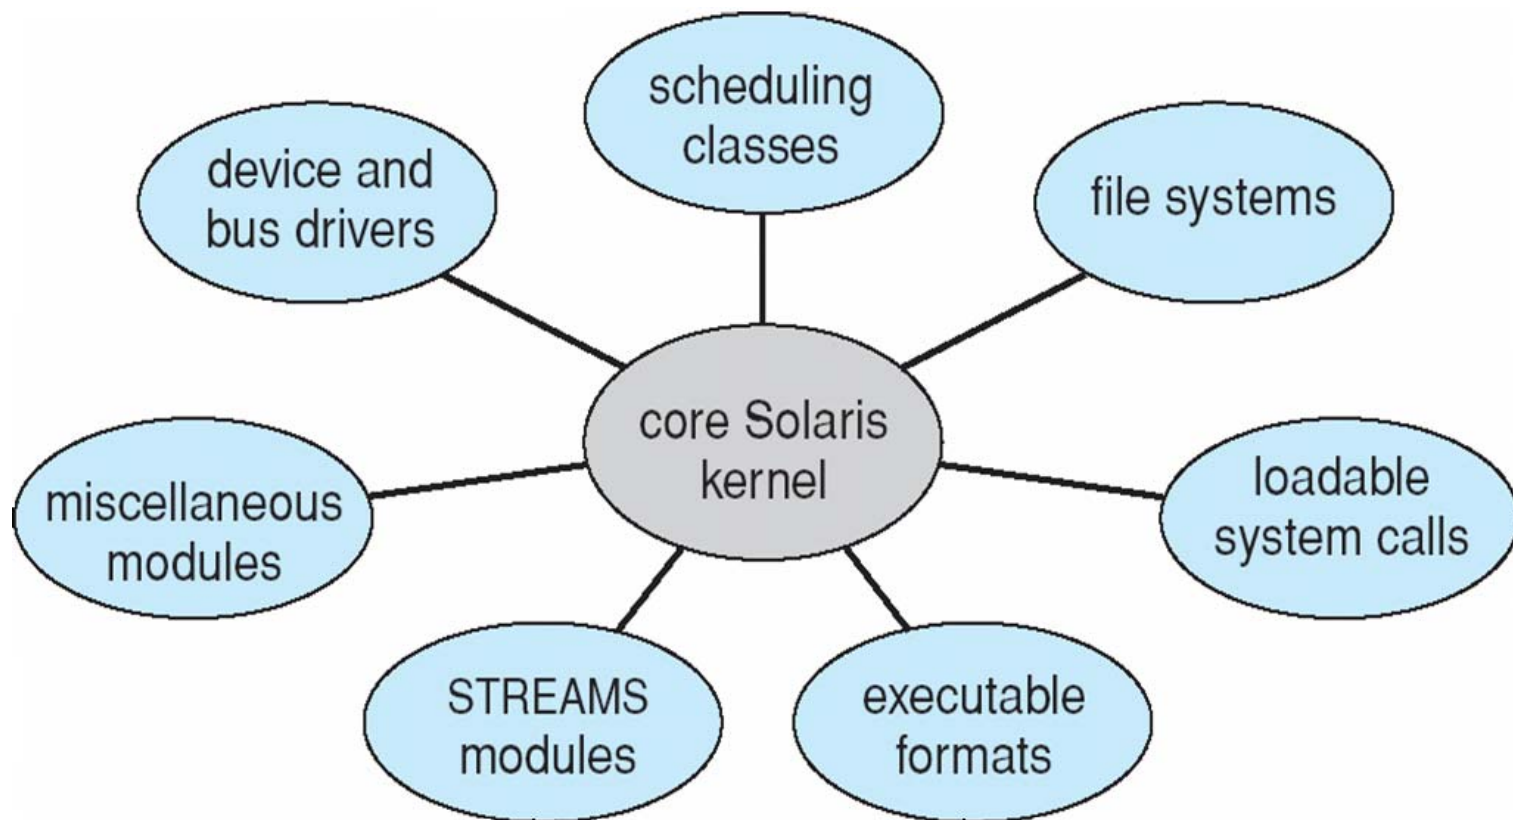 scheduling
classes
device and
bus drivers
file systems
core Solaris
kernel
miscellaneous
modules
loadable
system calls
STREAMS
modules
executable
formats